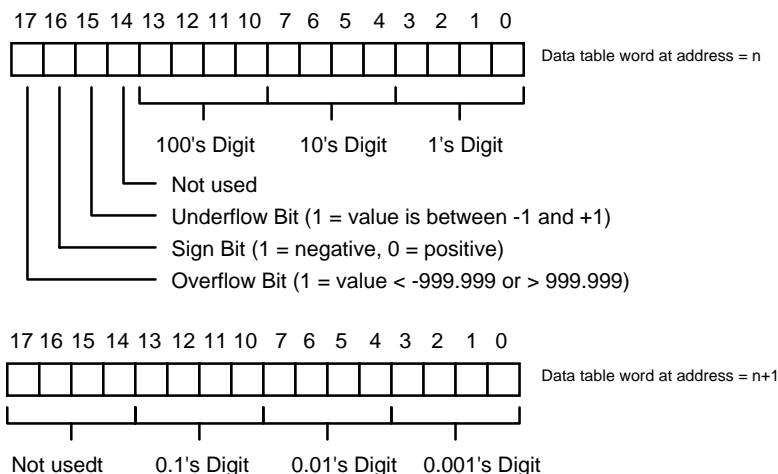 17 16 15 14 13 12 11 10 7 6 5 4 3 2 1 0
Data table word at address = n
100's Digit 10's Digit 1's Digit
Not used
Underflow Bit (1 = value is between -1 and +1)
Sign Bit (1 = negative, 0 = positive)
Overflow Bit (1 = value < -999.999 or > 999.999)
17 16 15 14 13 12 11 10 7 6 5 4 3 2 1 0
Data table word at address = n+1
Not usedt 0.1's Digit 0.01's Digit 0.001's Digit